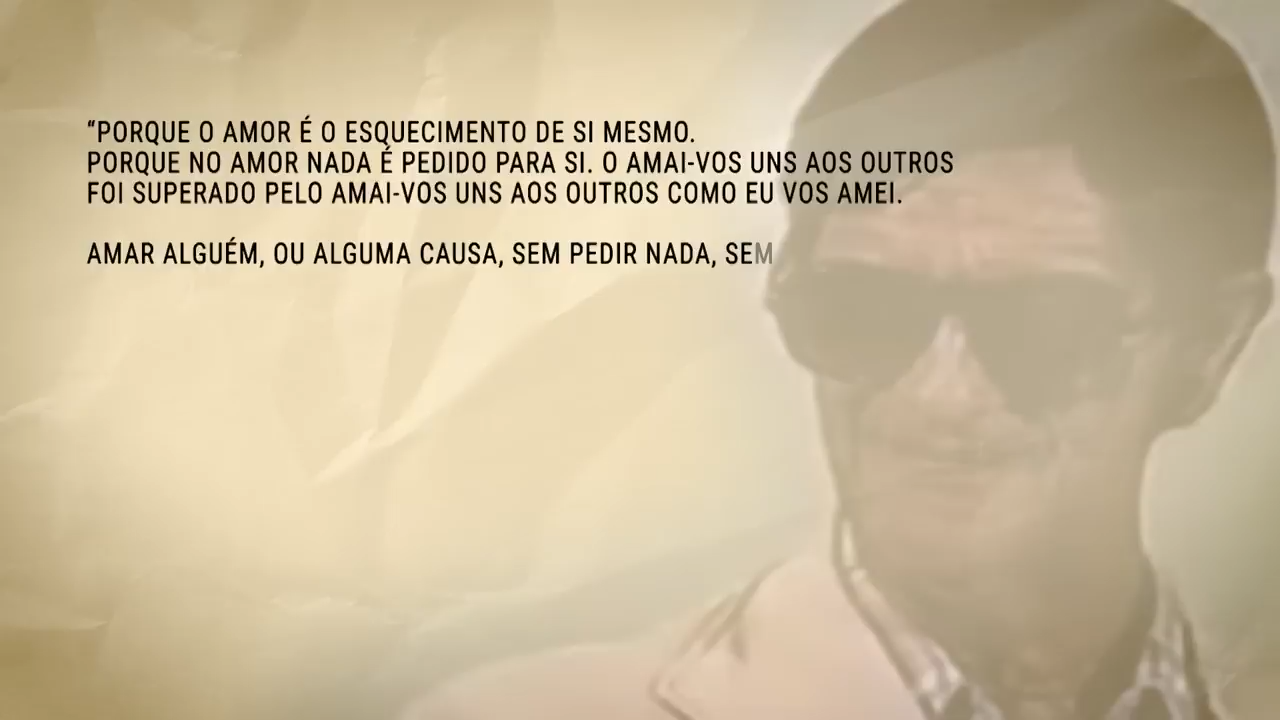 “PORQUE O AMOR É O ESQUECIMENTO DE SI MESMO.
PORQUE NO AMOR NADA É PEDIDO PARA SI. O AMAI-VOS UNS AOS OUTROS
FOI SUPERADO PELO AMAI-VOS UNS AOS OUTROS COMO EU VOS AMEI.
AMAR ALGUÉM, OU ALGUMA CAUSA, SEM PEDIR NADA, SEM